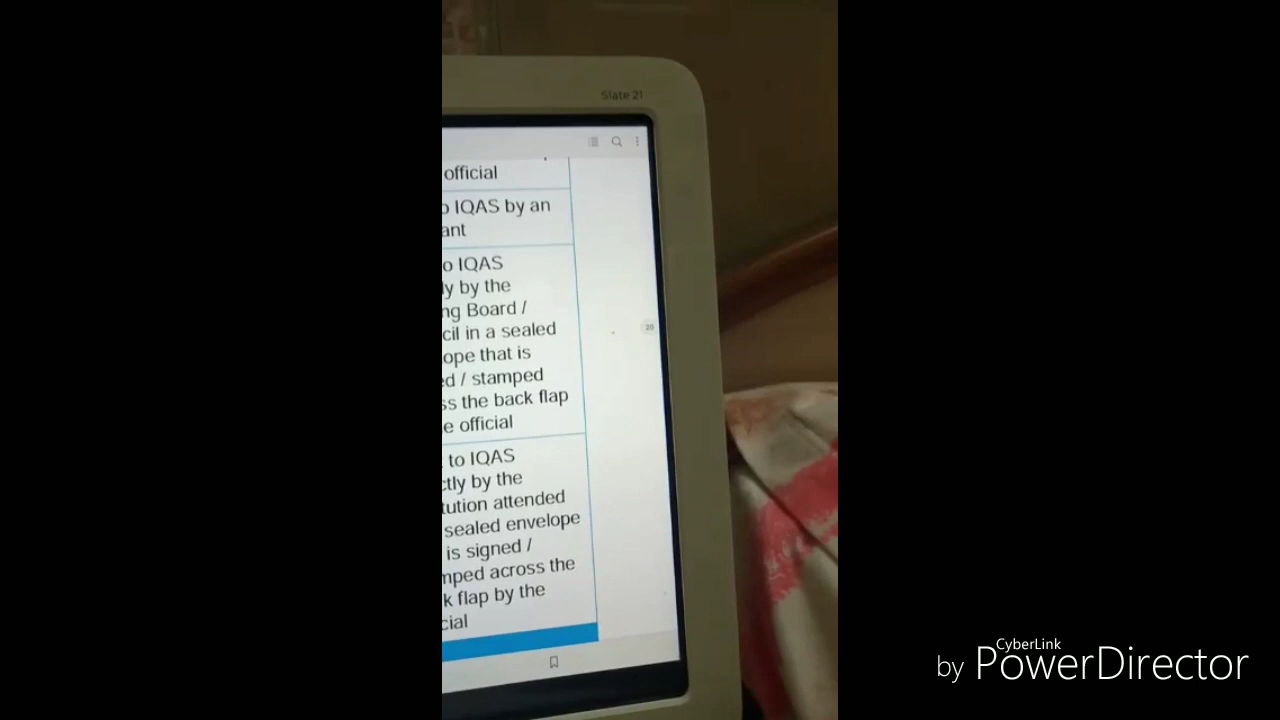 Slate 21
official
o IQAS by an
ant
o IQAS
ly by the
ng Board /
cil in a sealed
ope that is
ed / stamped
ss the back flap
e official
to IQAS
ctly by the
tution attended
sealed envelope
is signed /
mped across the
k flap by the
cial
20
CyberLink
by PowerDirector